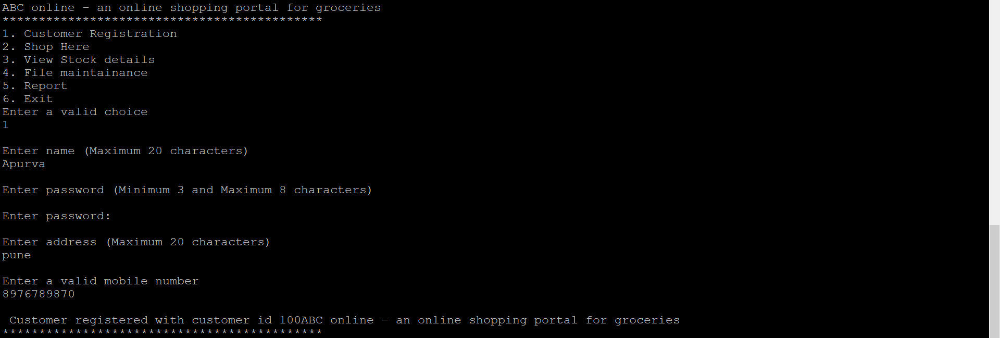 ABC online - an online shopping portal for groceries
********************************************
1. Customer Registration
2. Shop Here
3. View Stock details
4. File maintainance
5. Report
6. Exit
Enter a valid choice
1
Enter name (Maximum 20 characters)
Apurva
Enter password (Minimum 3 and Maximum 8 characters)
Enter password:
Enter address (Maximum 20 characters)
pune
Enter a valid mobile number
8976789870
Customer registered with customer id 100ABC online - an online shopping portal for groceries
********************************************